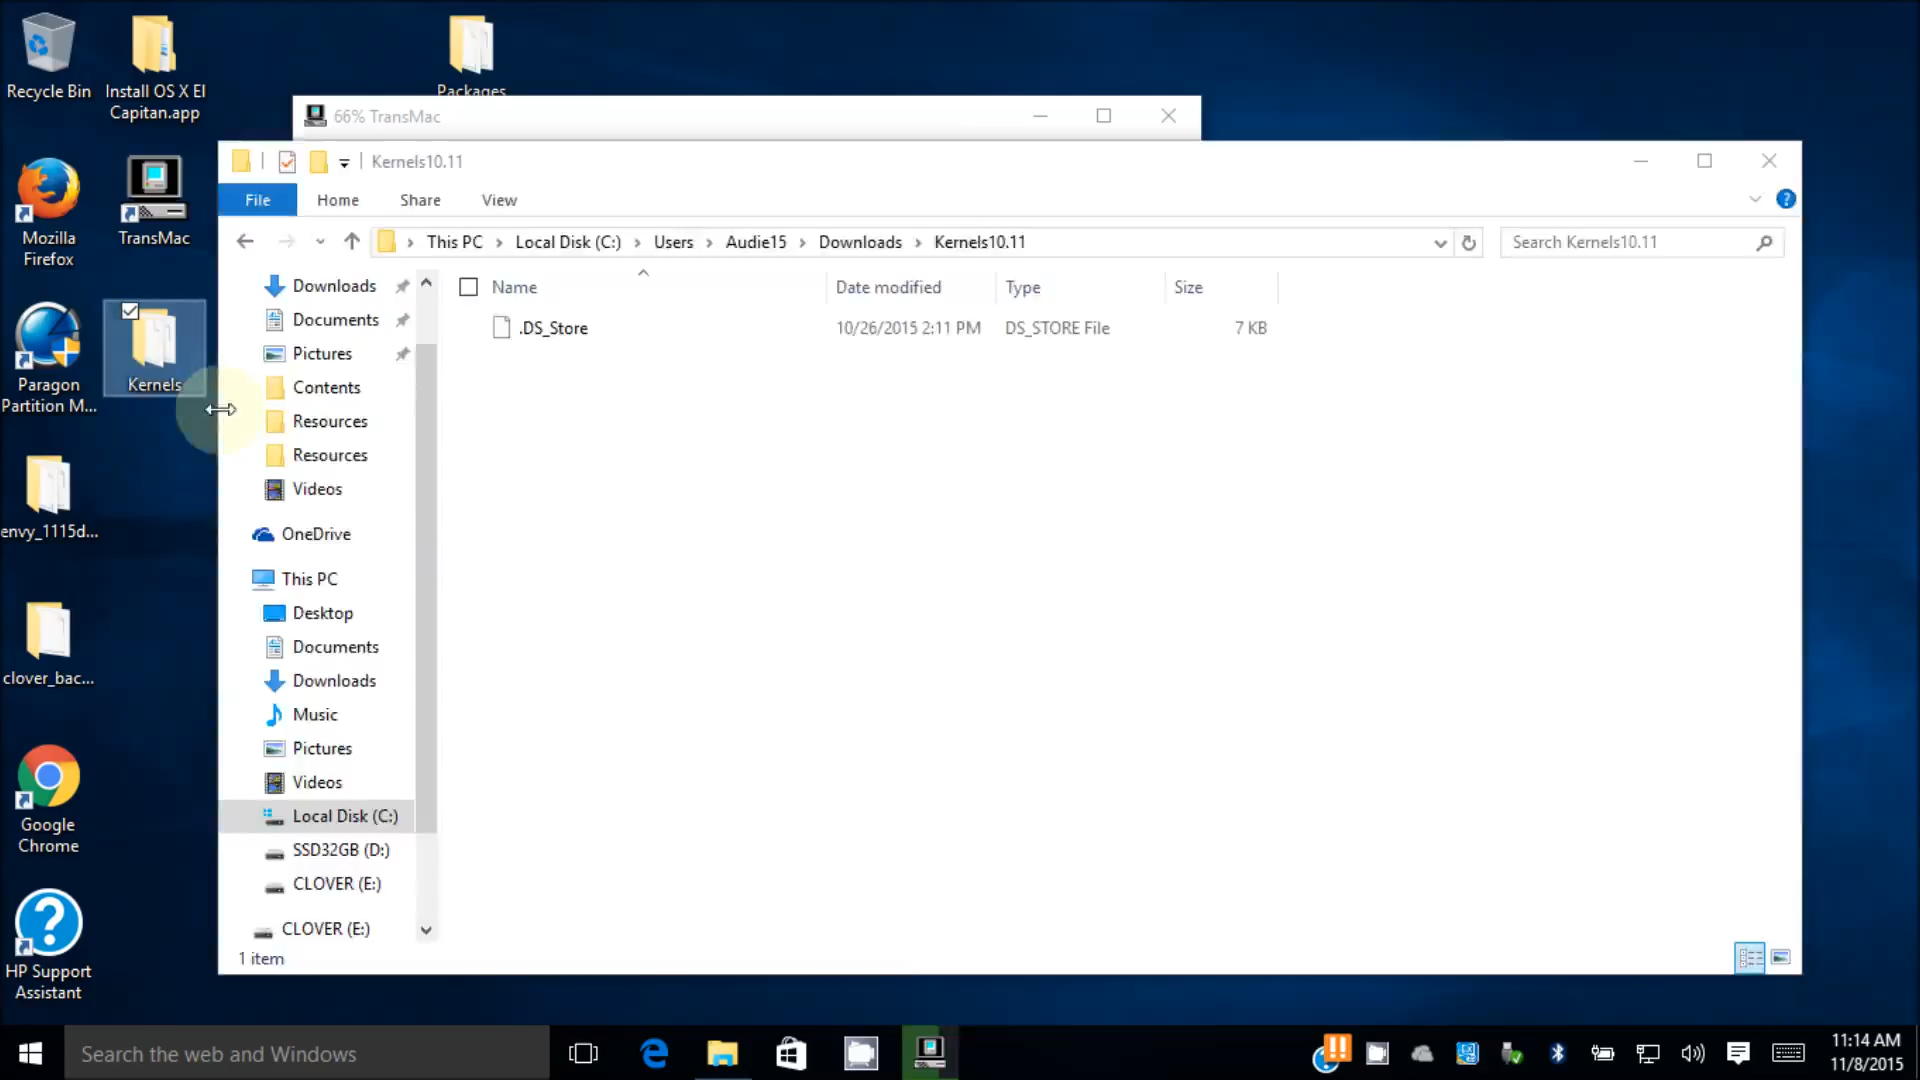 Recycle Bin
Install OS X El
Capitan.app
Packages
Mozilla
Firefox
TransMac
Paragon
Partition M...
Kernels
envy_1115d...
clover_bac...
Google
Chrome
HP Support
Assistant
66% TransMac
Kernels10.11
File
Home
Share
View
This PC
Local Disk (C:)
Users
Audie15
Downloads
Kernels10.11
Search Kernels10.11
Downloads
Documents
Pictures
Contents
Resources
Resources
Videos
OneDrive
This PC
Desktop
Documents
Downloads
Music
Pictures
Videos
Local Disk (C:)
SSD32GB (D:)
CLOVER (E:)
CLOVER (E:)
Name
Date modified
Type
Size
.DS_Store
10/26/2015 2:11 PM
DS_STORE File
7 KB
1 item
Search the web and Windows
11:14 AM
11/8/2015